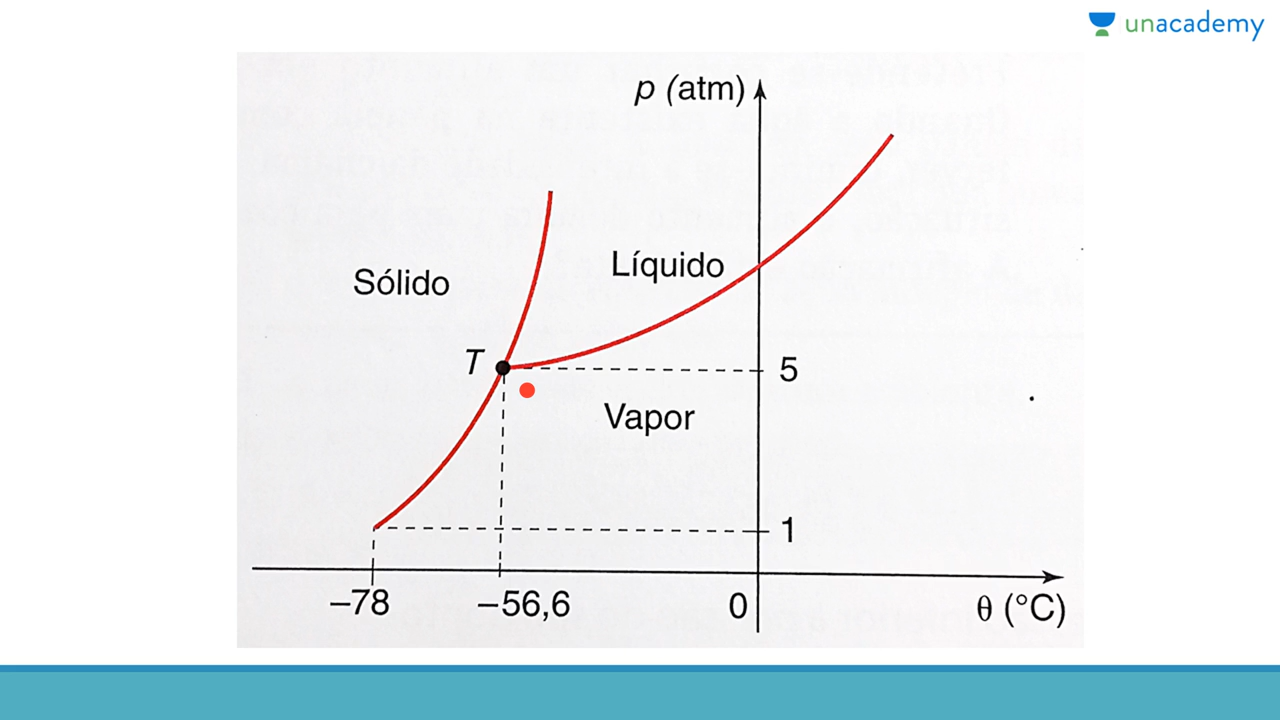 unacademy
p (atm)
Sólido
Líquido
T
5
Vapor
1
–78
–56,6
0
θ (°C)